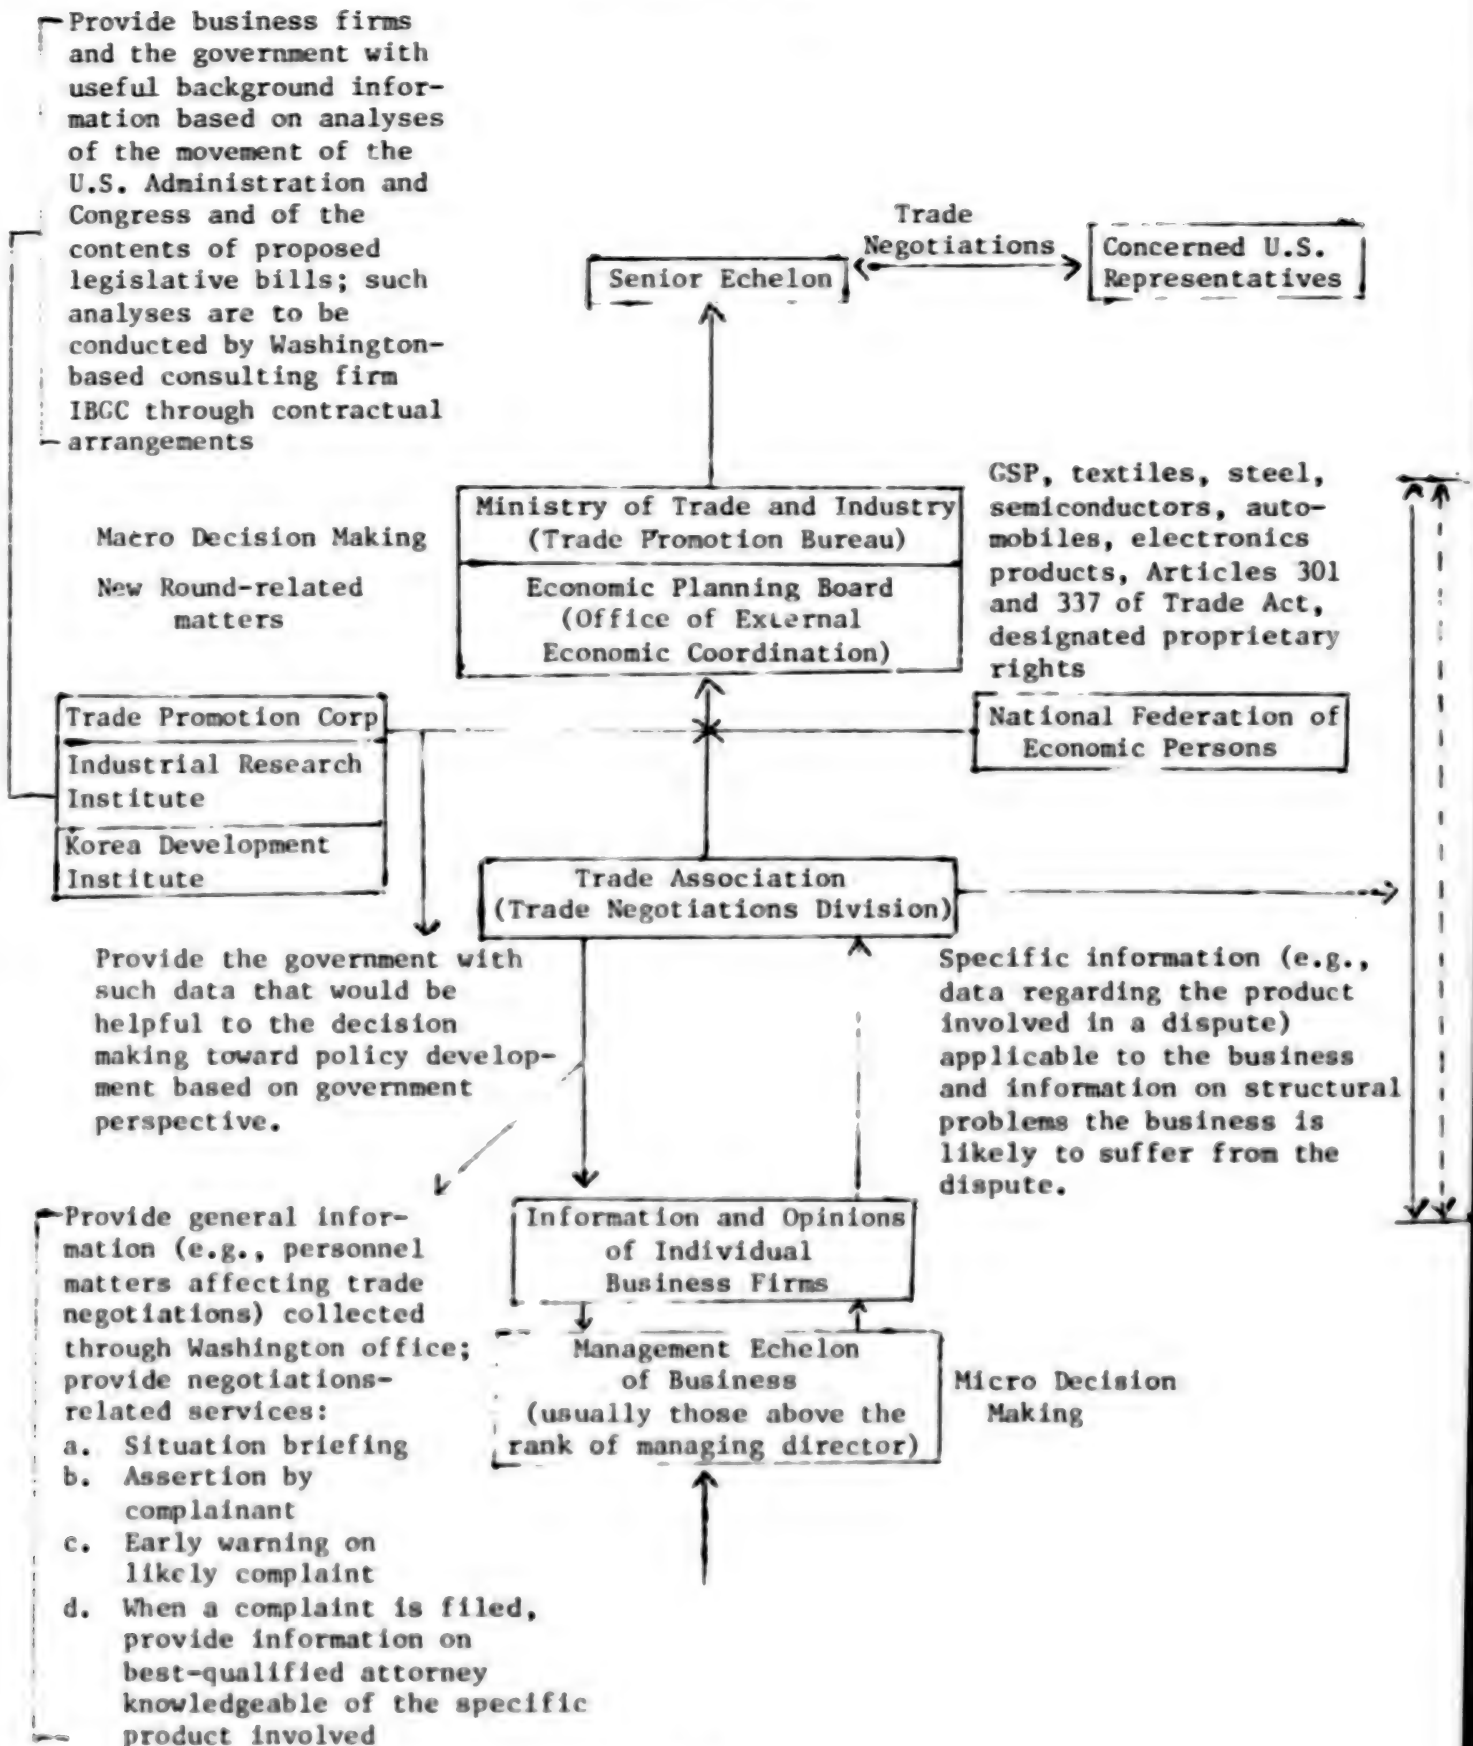 Provide business firms
and the government with
useful background infor-
mation based on analyses
of the movement of the
U.S. Administration and
Congress and of the
contents of proposed
legislative bills; such
analyses are to be
conducted by Washington-
based consulting firm
IBGC through contractual
arrangements
Trade
Negotiations
Senior Echelon
Concerned U.S.
Representatives
Macro Decision Making
New Round-related
matters
Ministry of Trade and Industry
(Trade Promotion Bureau)
Economic Planning Board
(Office of External
Economic Coordination)
GSP, textiles, steel,
semiconductors, auto-
mobiles, electronics
products, Articles 301
and 337 of Trade Act,
designated proprietary
rights
Trade Promotion Corp
Industrial Research
Institute
Korea Development
Institute
National Federation of
Economic Persons
Trade Association
(Trade Negotiations Division)
Provide the government with
such data that would be
helpful to the decision
making toward policy develop-
ment based on government
perspective.
Specific information (e.g.,
data regarding the product
involved in a dispute)
applicable to the business
and information on structural
problems the business is
likely to suffer from the
dispute.
Provide general infor-
mation (e.g., personnel
matters affecting trade
negotiations) collected
through Washington office;
provide negotiations-
related services:
a. Situation briefing
b. Assertion by
complainant
c. Early warning on
likely complaint
d. When a complaint is filed,
provide information on
best-qualified attorney
knowledgeable of the specific
product involved
Information and Opinions
of Individual
Business Firms
Management Echelon
of Business
(usually those above the
rank of managing director)
Micro Decision
Making